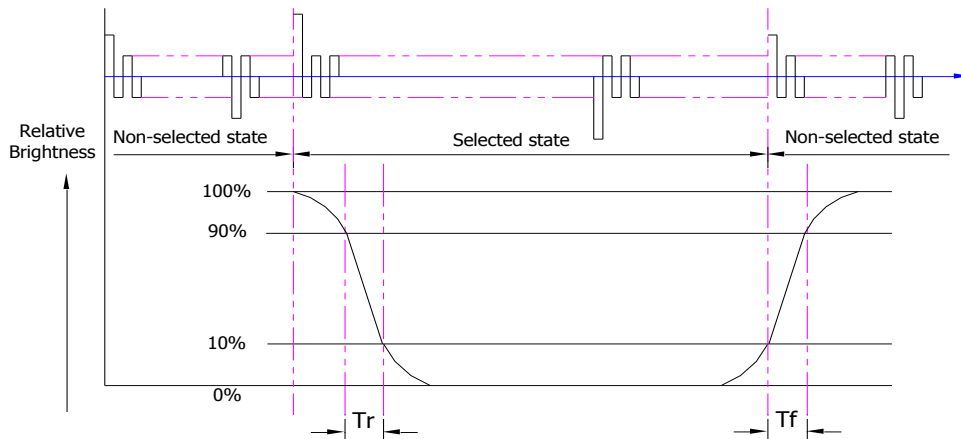 Relative
Brightness
Non-selected state
Selected state
Non-selected state
100%
90%
10%
0%
Tr
Tf